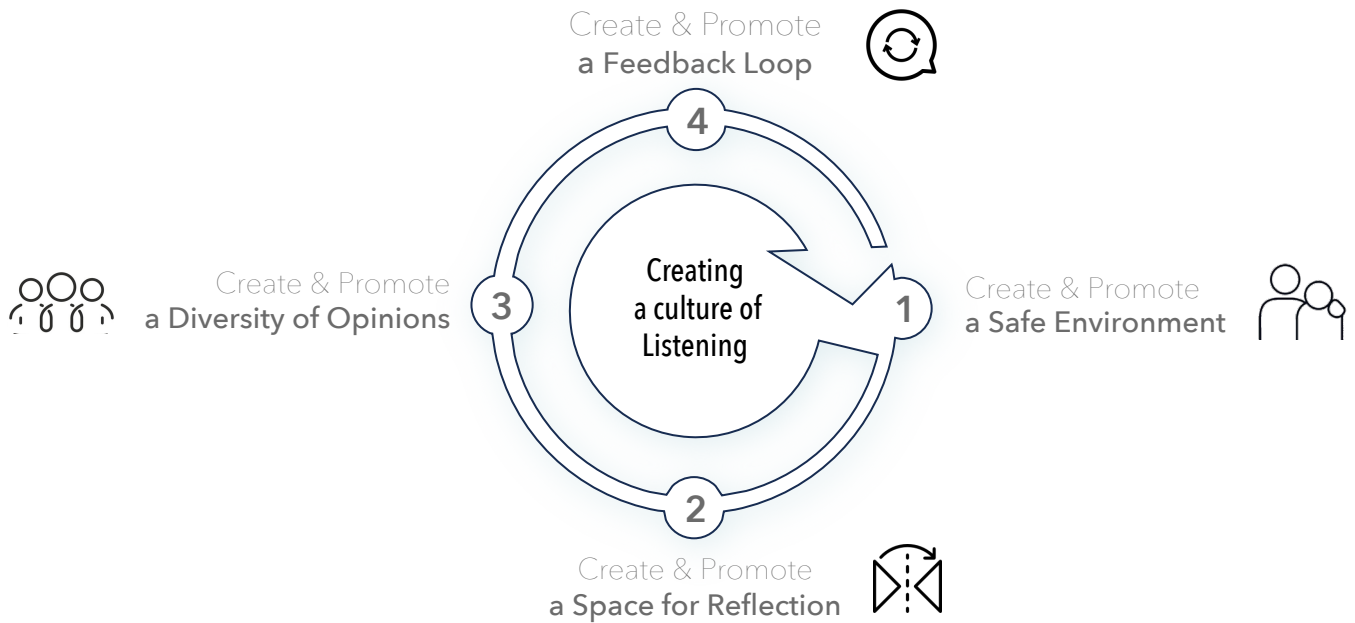 Create & Promote
a Feedback Loop
4
Create & Promote
a Diversity of Opinions
3
Creating
a culture of
Listening
1
Create & Promote
a Safe Environment
2
Create & Promote
a Space for Reflection